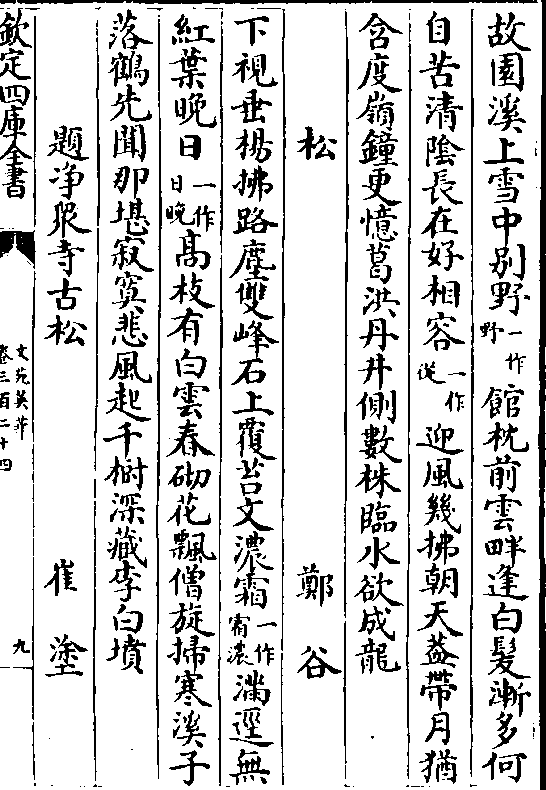 故園溪上雪中別野一作野館枕前雲畔逢白髮漸多何
自苦清隂長在好相容一作從迎風幾拂朝天葢帶月猶
含度嶺鐘更憶葛洪丹井側數株臨水欲成龍
松　鄭谷
下視垂楊拂路塵雙峰石上覆苔文濃霜一作霜濃滿逕無
紅葉晚日一作日晚高枝有白雲春砌花飄僧旋掃寒溪子
落鶴先聞那堪寂寞悲風起千樹深藏李白墳
題净衆寺古松　崔塗
欽定四庫全書
文苑英華
卷三百二十四
九